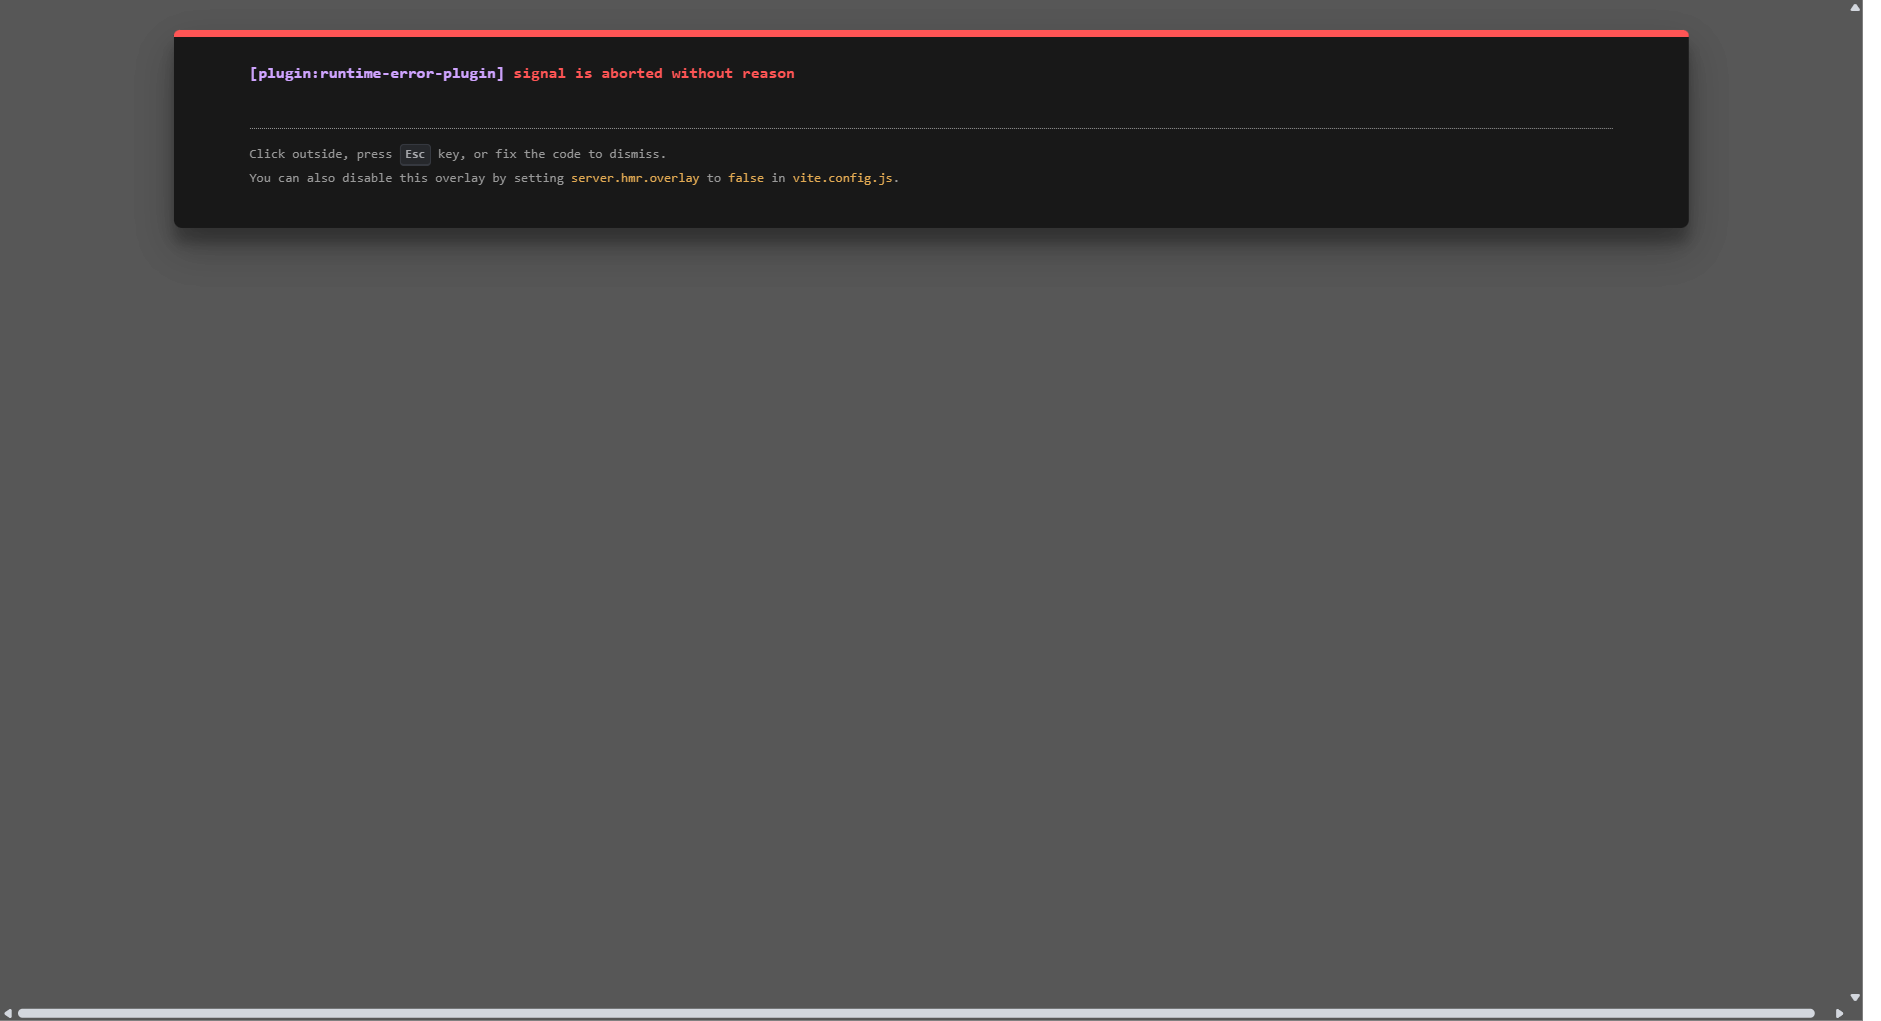 [plugin:runtime-error-plugin] signal is aborted without reason
Click outside, press Esc key, or fix the code to dismiss.
You can also disable this overlay by setting server.hmr.overlay to false in vite.config.js.